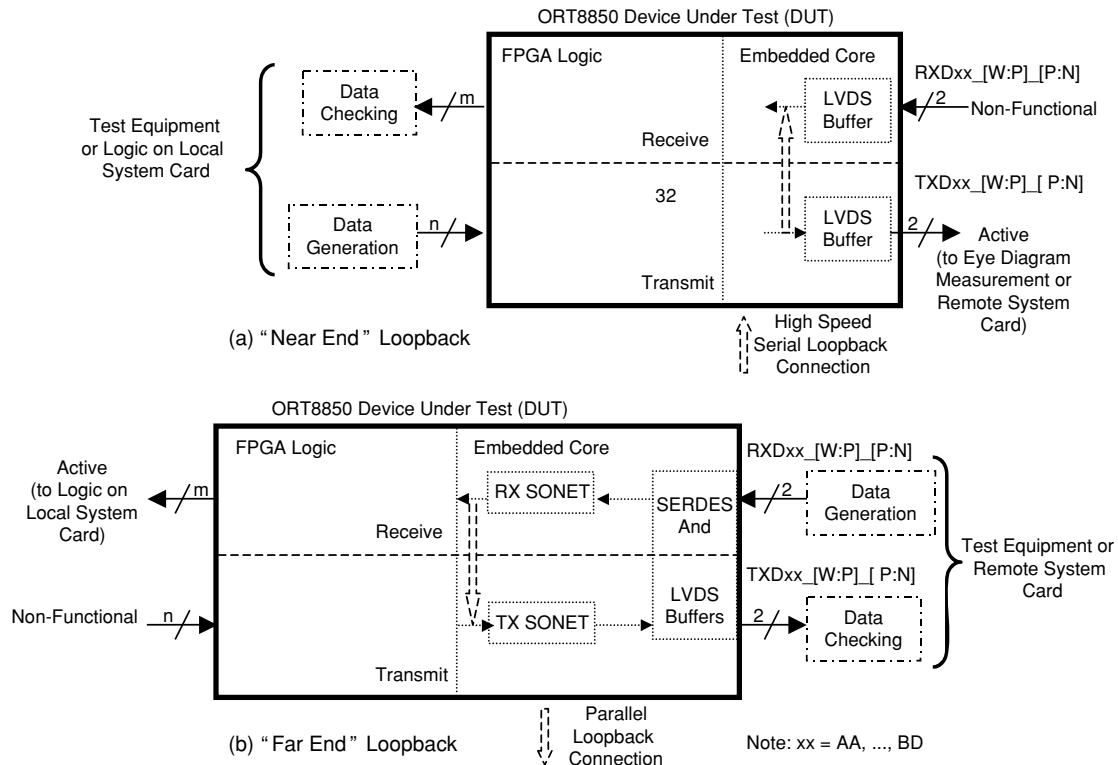 ORT8850 Device Under Test (DUT)
FPGA Logic
Embedded Core
Data
Checking
m
LVDS
Buffer
RXDxx_[W:P]_[P:N]
2
Non-Functional
Test Equipment
or Logic on Local
System Card
Receive
32
Data
Generation
n
LVDS
Buffer
TXDxx_[W:P]_[ P:N]
2
Active
(to Eye Diagram
Measurement or
Remote System
Card)
Transmit
(a) “Near End” Loopback
High Speed
Serial Loopback
Connection
ORT8850 Device Under Test (DUT)
FPGA Logic
Embedded Core
Active
(to Logic on
Local System
Card)
m
RX SONET
SERDES
And
RXDxx_[W:P]_[P:N]
2
Data
Generation
Receive
Test Equipment or
Remote System
Card
Non-Functional
n
TX SONET
LVDS
Buffers
TXDxx_[W:P]_[ P:N]
2
Data
Checking
Transmit
(b) “Far End” Loopback
Parallel
Loopback
Connection
Note: xx = AA, ..., BD